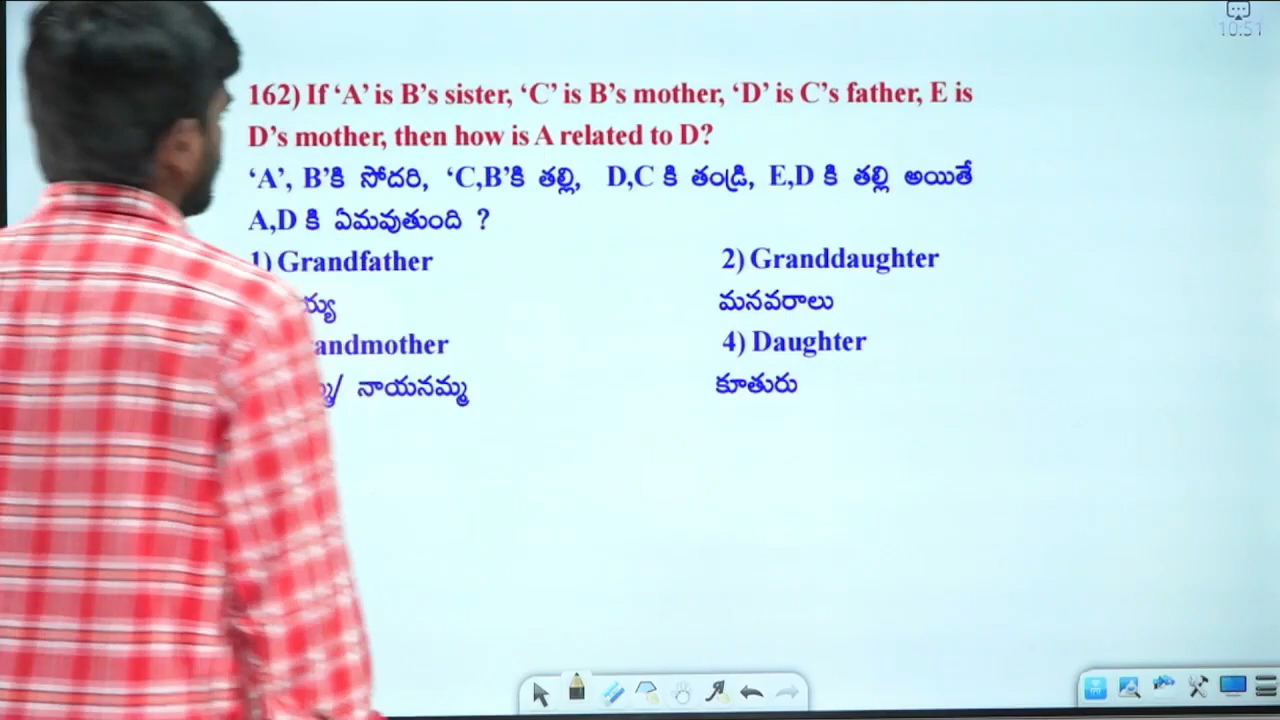 10:51
162) If ‘A’ is B’s sister, ‘C’ is B’s mother, ‘D’ is C’s father, E is
D’s mother, then how is A related to D?
‘A’, B’కి సోదరి, ‘C,B’కి తల్లి, D,C కి తండ్రి, E,D కి తల్లి అయితే
A,D కి ఏమవుతుంది ?
1) Grandfather 2) Granddaughter
మనవరాలు
andmother 4) Daughter
/ నాయనమ్మ కూతురు